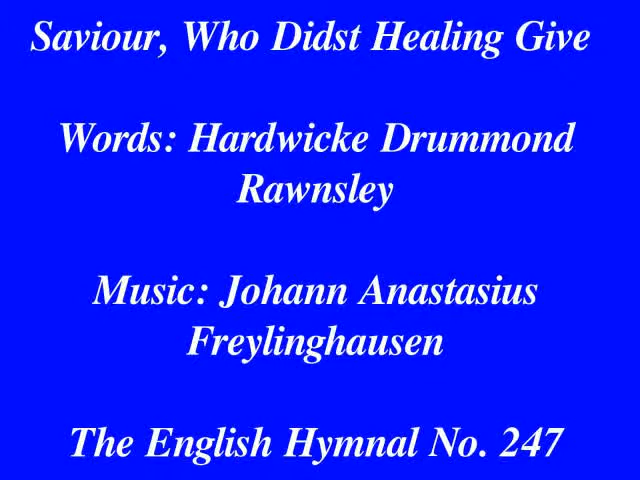 Saviour, Who Didst Healing Give
Words: Hardwicke Drummond
Rawnsley
Music: Johann Anastasius
Freylinghausen
The English Hymnal No. 247